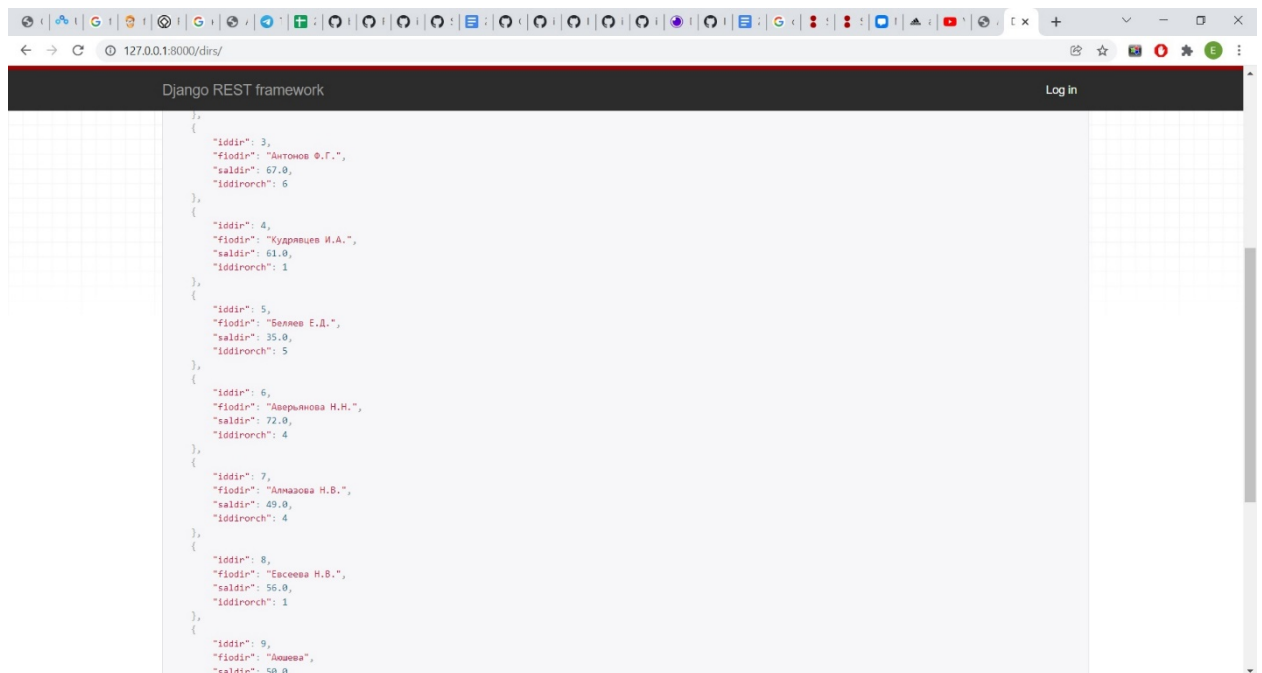 127.0.0.1:8000/dirs/
E
Django REST framework
Log in
},
{
"iddir": 3,
"fiodir": "Антонов Ф.Г.",
"saldir": 67.0,
"iddirorch": 6
},
{
"iddir": 4,
"fiodir": "Кудрявцев И.А.",
"saldir": 61.0,
"iddirorch": 1
},
{
"iddir": 5,
"fiodir": "Беляев Е.Д.",
"saldir": 35.0,
"iddirorch": 5
},
{
"iddir": 6,
"fiodir": "Аверьянова Н.Н.",
"saldir": 72.0,
"iddirorch": 4
},
{
"iddir": 7,
"fiodir": "Алмазова Н.В.",
"saldir": 49.0,
"iddirorch": 4
},
{
"iddir": 8,
"fiodir": "Евсеева Н.В.",
"saldir": 56.0,
"iddirorch": 1
},
{
"iddir": 9,
"fiodir": "Аюшева",
"saldir": 50.0